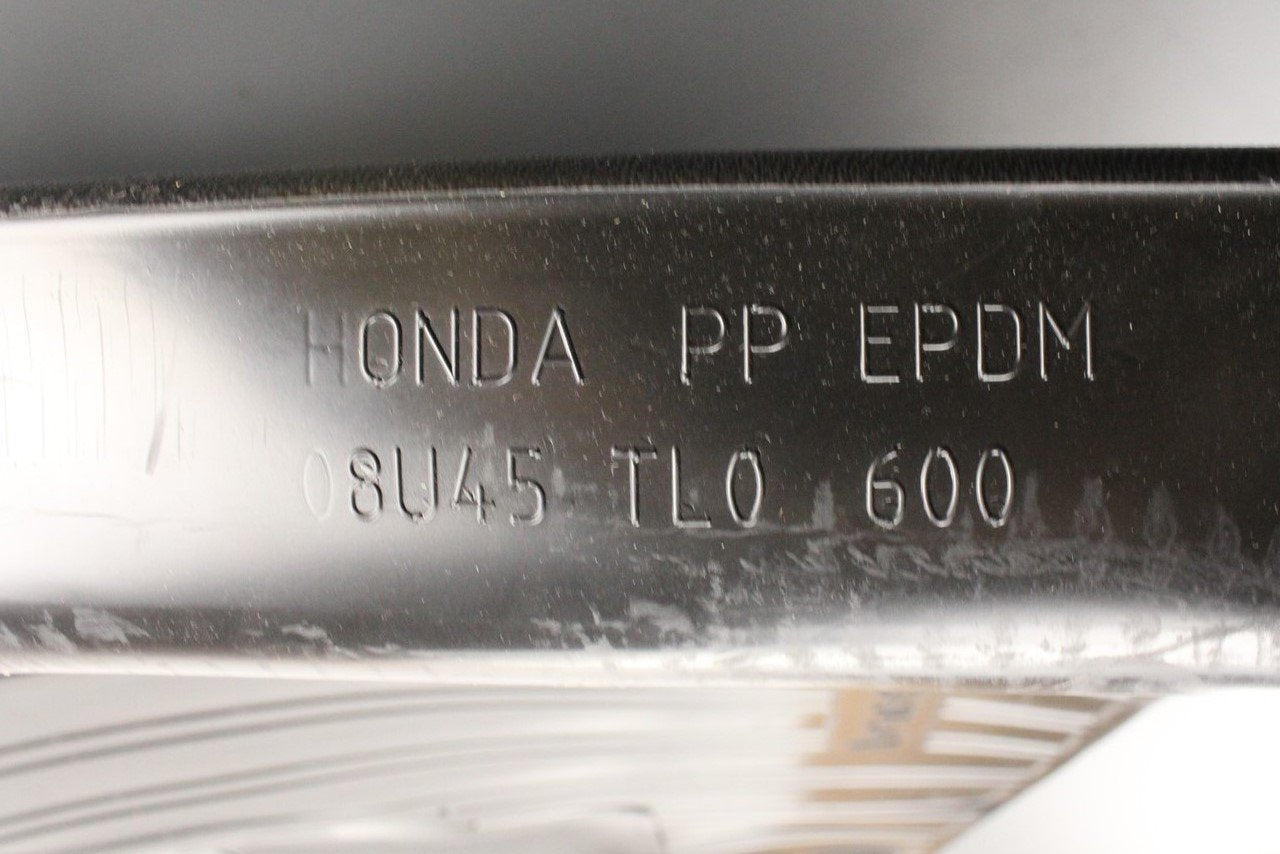 HONDA PP EPDM
08U45 TL0 600